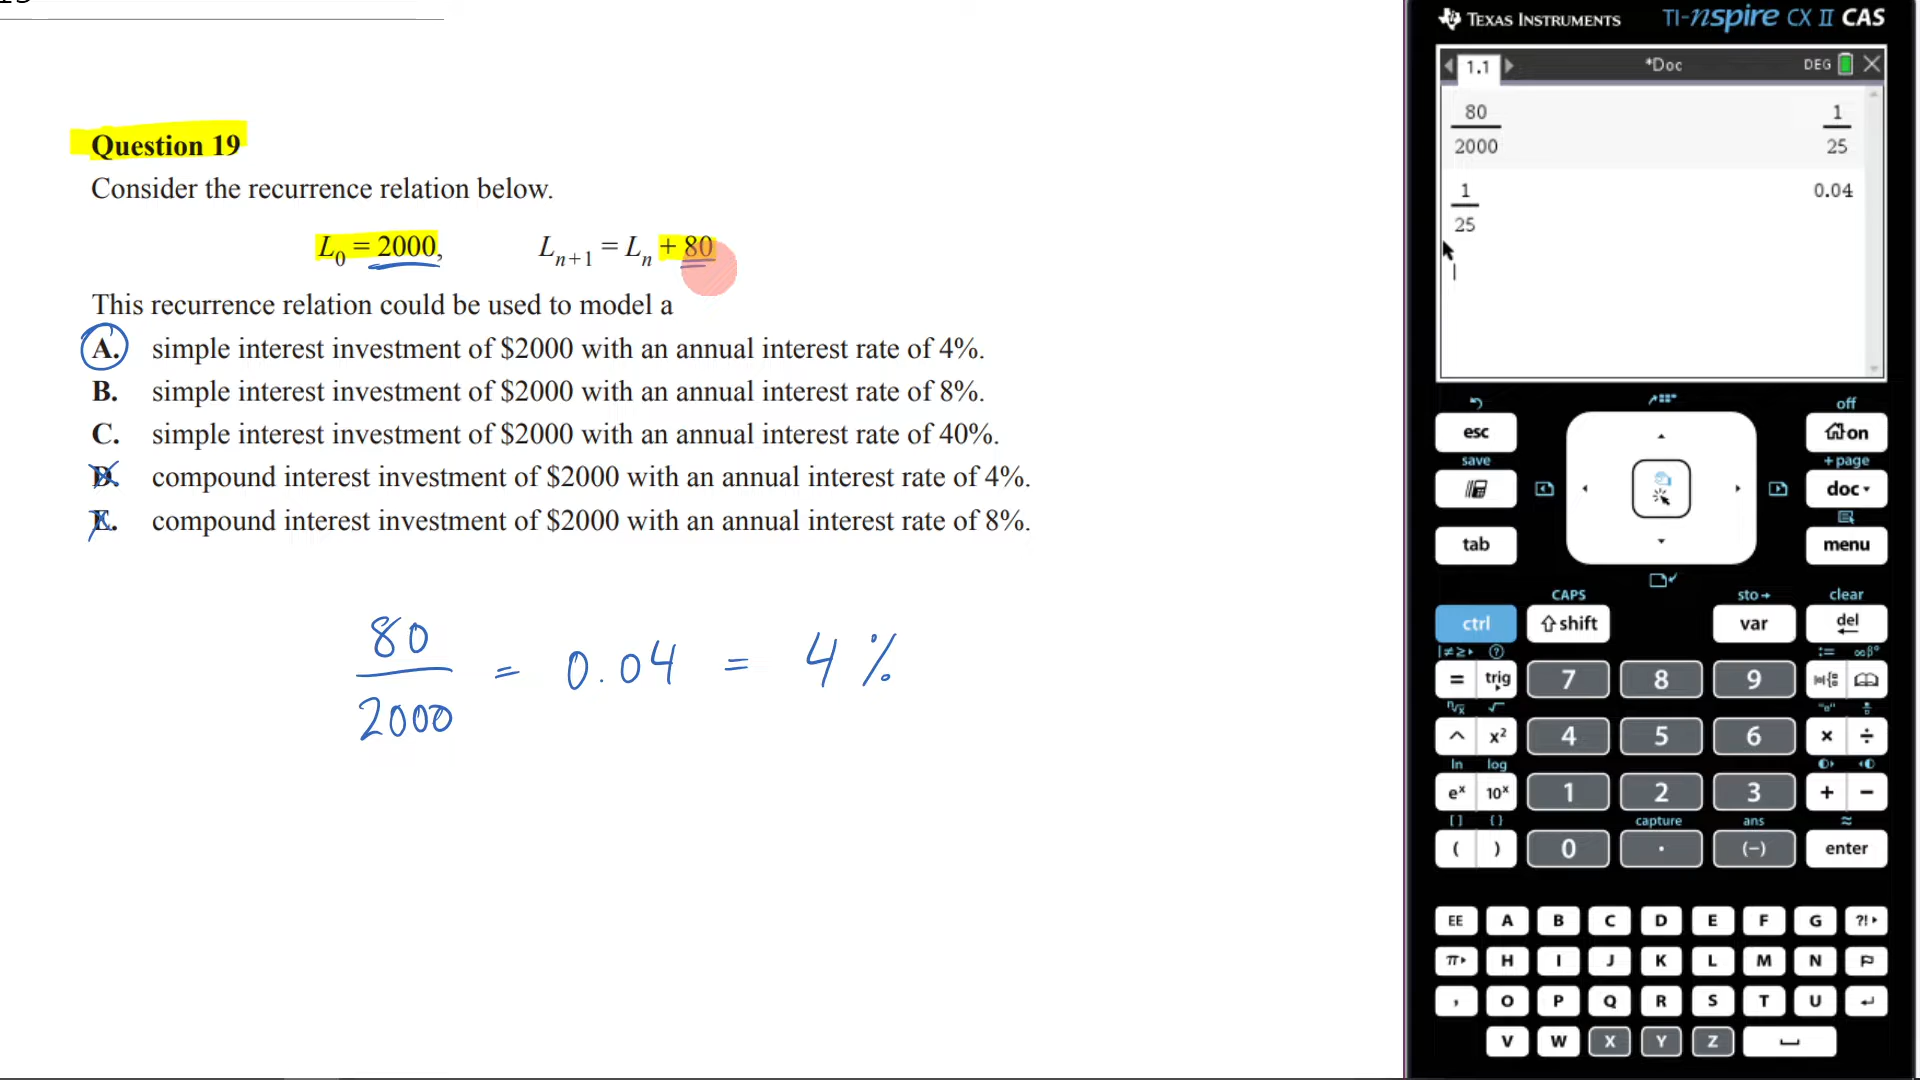 Question 19
Consider the recurrence relation below.
L0 = 2000, Ln+1 = Ln + 80
This recurrence relation could be used to model a
A. simple interest investment of $2000 with an annual interest rate of 4%.
B. simple interest investment of $2000 with an annual interest rate of 8%.
C. simple interest investment of $2000 with an annual interest rate of 40%.
D. compound interest investment of $2000 with an annual interest rate of 4%.
E. compound interest investment of $2000 with an annual interest rate of 8%.
80
2000
= 0.04 = 4 %
TEXAS INSTRUMENTS TI-nspire CX II CAS
1.1 *Doc DEG
80 1
2000 25
1 0.04
25
off
esc on
save + page
doc
tab menu
CAPS sto→ clear
ctrl shift var del
= trig 7 8 9
n√x √
^ x² 4 5 6 × ÷
ln log
eˣ 10ˣ 1 2 3 + −
[ ] { } capture ans ≈
( ) 0 . (−) enter
EE A B C D E F G ?!▸
π▸ H I J K L M N
, O P Q R S T U ↵
V W X Y Z